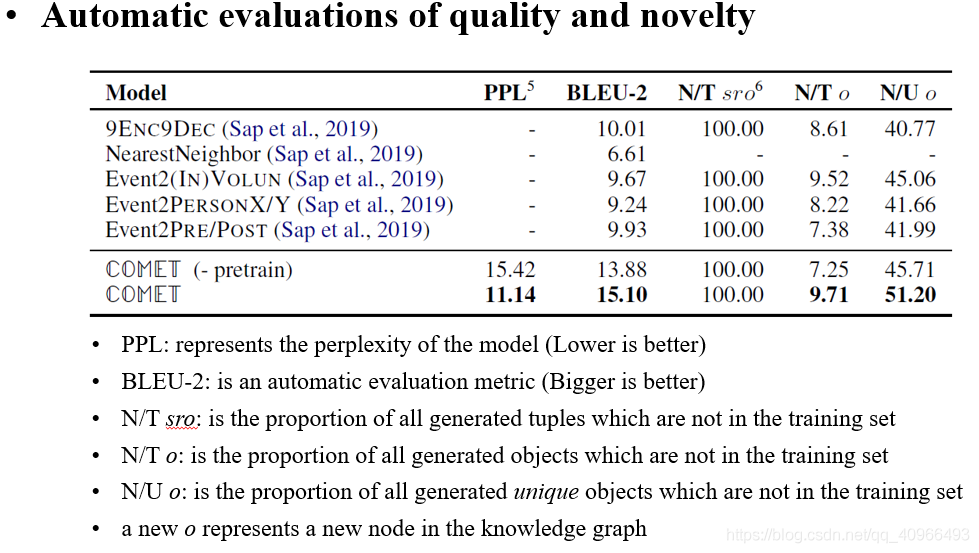 • Automatic evaluations of quality and novelty
Model PPL5 BLEU-2 N/T sro6 N/T o N/U o
9ENC9DEC (Sap et al., 2019) - 10.01 100.00 8.61 40.77
NearestNeighbor (Sap et al., 2019) - 6.61 - - -
Event2(IN)VOLUN (Sap et al., 2019) - 9.67 100.00 9.52 45.06
Event2PERSONX/Y (Sap et al., 2019) - 9.24 100.00 8.22 41.66
Event2PRE/POST (Sap et al., 2019) - 9.93 100.00 7.38 41.99
COMET (- pretrain) 15.42 13.88 100.00 7.25 45.71
COMET 11.14 15.10 100.00 9.71 51.20
• PPL: represents the perplexity of the model (Lower is better)
• BLEU-2: is an automatic evaluation metric (Bigger is better)
• N/T sro: is the proportion of all generated tuples which are not in the training set
• N/T o: is the proportion of all generated objects which are not in the training set
• N/U o: is the proportion of all generated unique objects which are not in the training set
• a new o represents a new node in the knowledge graph
https://blog.csdn.net/qq_40966493